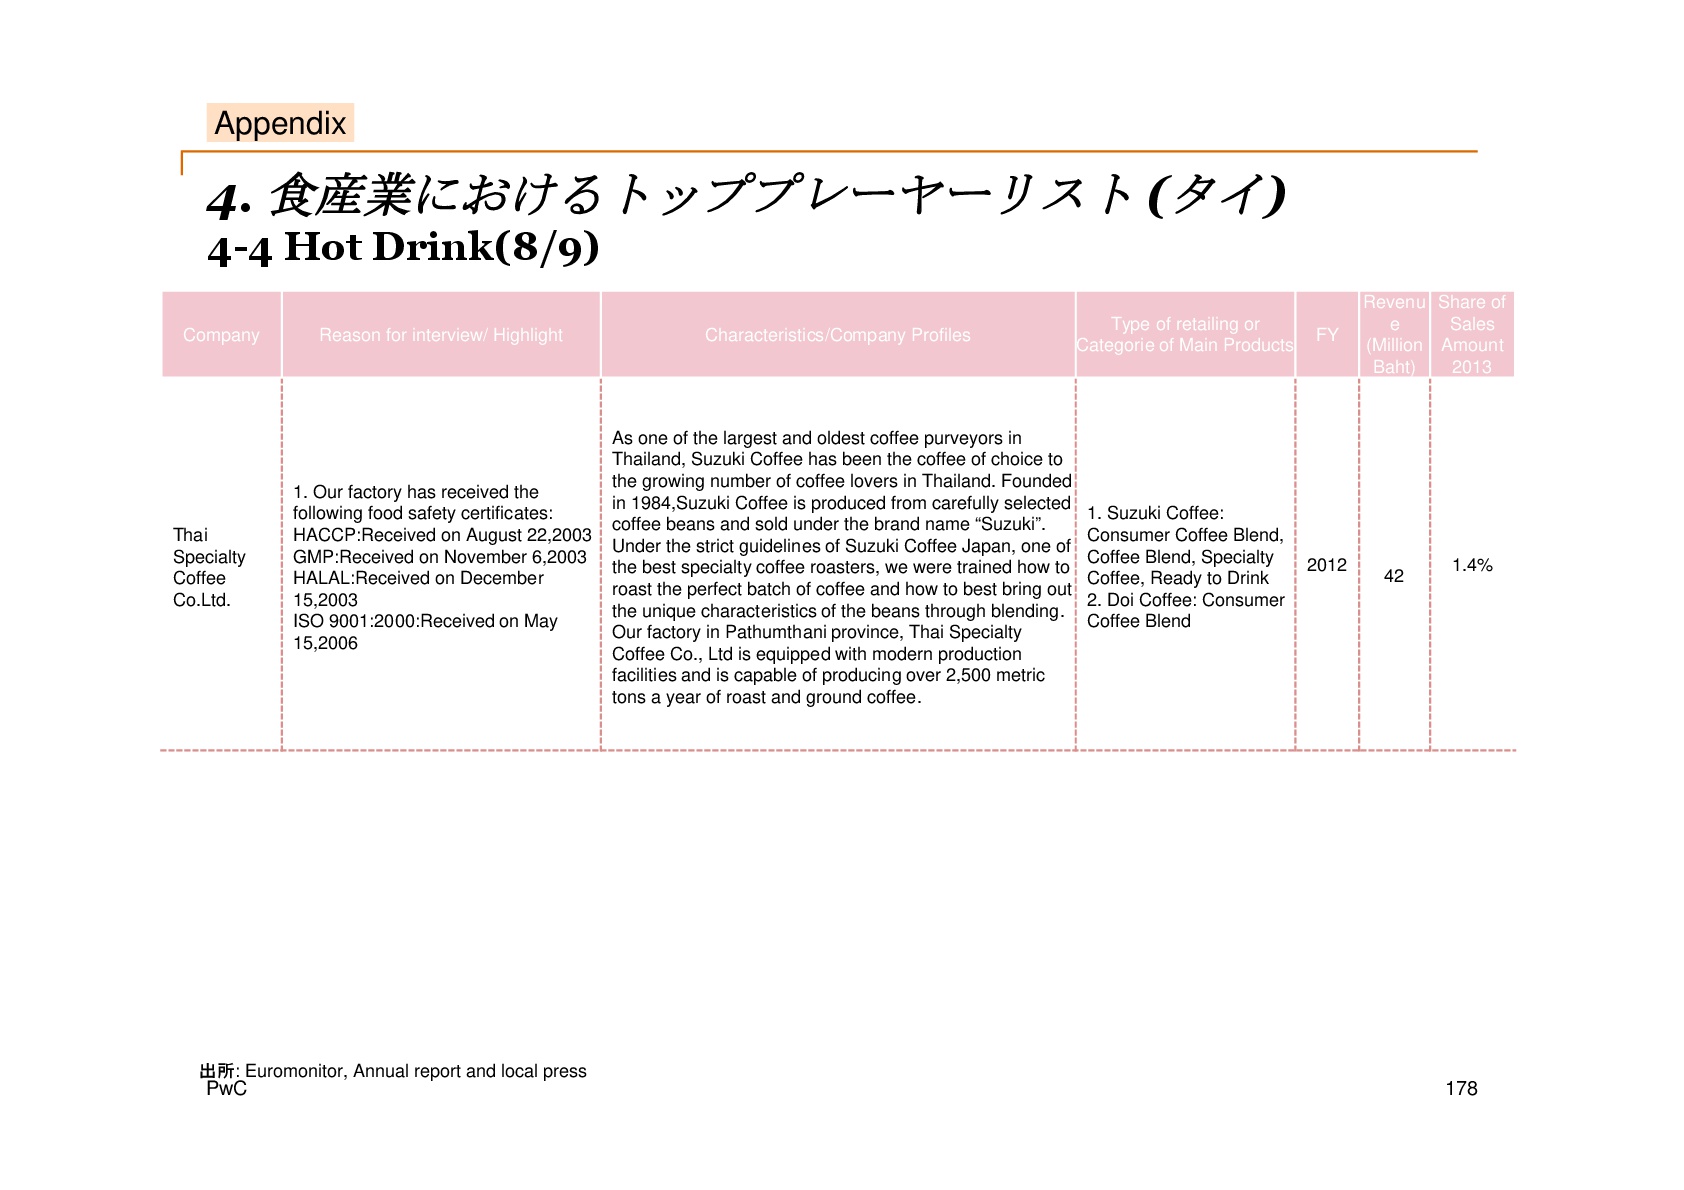 Appendix
4. 食産業におけるトッププレーヤーリスト(タイ)
4-4 Hot Drink(8/9)
Company
Reason for interview/ Highlight
Characteristics/Company Profiles
Type of retailing or
Categorie of Main Products
FY
Revenu
e
(Million
Baht)
Share of
Sales
Amount
2013
Thai
Specialty
Coffee
Co.Ltd.
1. Our factory has received the
following food safety certificates:
HACCP:Received on August 22,2003
GMP:Received on November 6,2003
HALAL:Received on December
15,2003
ISO 9001:2000:Received on May
15,2006
As one of the largest and oldest coffee purveyors in
Thailand, Suzuki Coffee has been the coffee of choice to
the growing number of coffee lovers in Thailand. Founded
in 1984,Suzuki Coffee is produced from carefully selected
coffee beans and sold under the brand name “Suzuki”.
Under the strict guidelines of Suzuki Coffee Japan, one of
the best specialty coffee roasters, we were trained how to
roast the perfect batch of coffee and how to best bring out
the unique characteristics of the beans through blending.
Our factory in Pathumthani province, Thai Specialty
Coffee Co., Ltd is equipped with modern production
facilities and is capable of producing over 2,500 metric
tons a year of roast and ground coffee.
1. Suzuki Coffee:
Consumer Coffee Blend,
Coffee Blend, Specialty
Coffee, Ready to Drink
2. Doi Coffee: Consumer
Coffee Blend
2012
42
1.4%
出所: Euromonitor, Annual report and local press
PwC
178